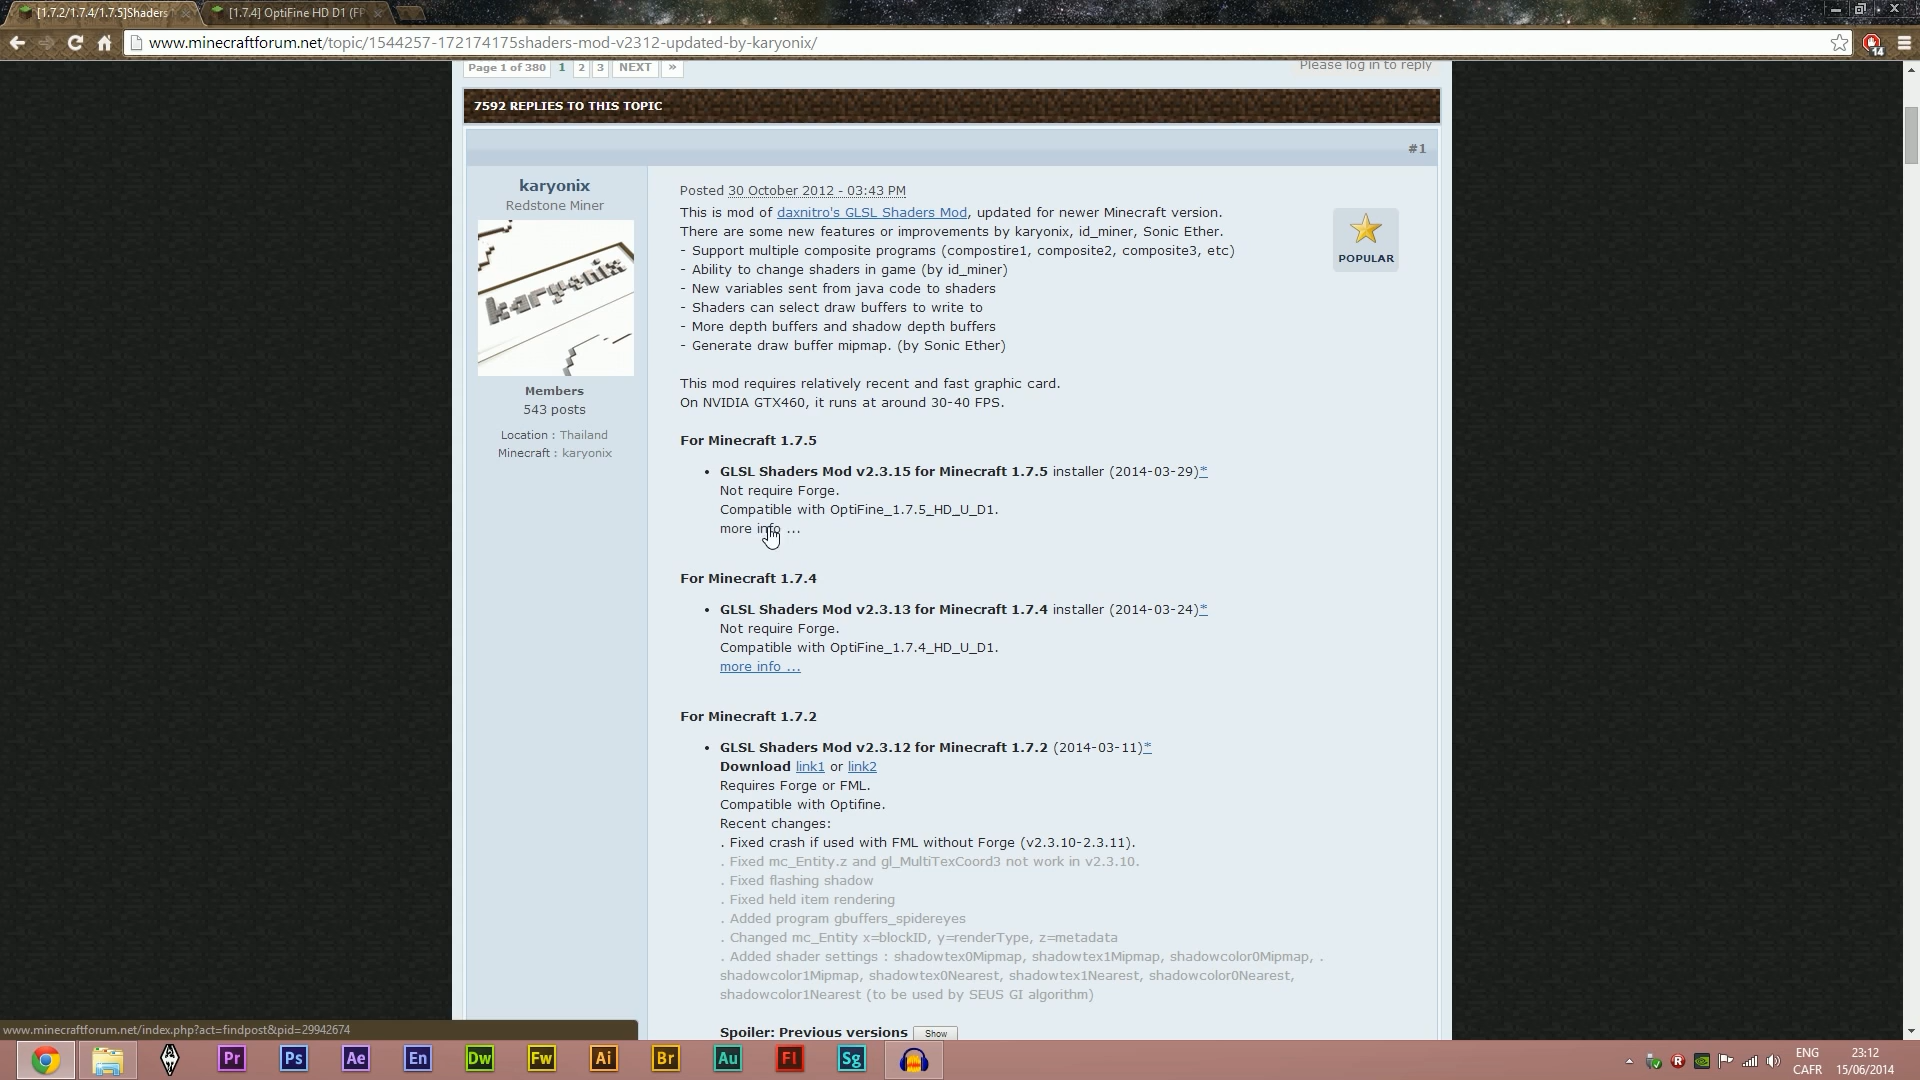 [1.7.2/1.7.4/1.7.5]Shaders
[1.7.4] OptiFine HD D1 (FP
www.minecraftforum.net/topic/1544257-172174175shaders-mod-v2312-updated-by-karyonix/
14
Page 1 of 380 1 2 3 NEXT »
Please log in to reply
7592 REPLIES TO THIS TOPIC
#1
karyonix
Redstone Miner
karyonix
Members
543 posts
Location : Thailand
Minecraft : karyonix
Posted 30 October 2012 - 03:43 PM
This is mod of daxnitro's GLSL Shaders Mod, updated for newer Minecraft version.
There are some new features or improvements by karyonix, id_miner, Sonic Ether.
- Support multiple composite programs (compostire1, composite2, composite3, etc)
- Ability to change shaders in game (by id_miner)
- New variables sent from java code to shaders
- Shaders can select draw buffers to write to
- More depth buffers and shadow depth buffers
- Generate draw buffer mipmap. (by Sonic Ether)
POPULAR
This mod requires relatively recent and fast graphic card.
On NVIDIA GTX460, it runs at around 30-40 FPS.
For Minecraft 1.7.5
• GLSL Shaders Mod v2.3.15 for Minecraft 1.7.5 installer (2014-03-29)*
Not require Forge.
Compatible with OptiFine_1.7.5_HD_U_D1.
more info ...
For Minecraft 1.7.4
• GLSL Shaders Mod v2.3.13 for Minecraft 1.7.4 installer (2014-03-24)*
Not require Forge.
Compatible with OptiFine_1.7.4_HD_U_D1.
more info ...
For Minecraft 1.7.2
• GLSL Shaders Mod v2.3.12 for Minecraft 1.7.2 (2014-03-11)*
Download link1 or link2
Requires Forge or FML.
Compatible with Optifine.
Recent changes:
. Fixed crash if used with FML without Forge (v2.3.10-2.3.11).
. Fixed mc_Entity.z and gl_MultiTexCoord3 not work in v2.3.10.
. Fixed flashing shadow
. Fixed held item rendering
. Added program gbuffers_spidereyes
. Changed mc_Entity x=blockID, y=renderType, z=metadata
. Added shader settings : shadowtex0Mipmap, shadowtex1Mipmap, shadowcolor0Mipmap, .
shadowcolor1Mipmap, shadowtex0Nearest, shadowtex1Nearest, shadowcolor0Nearest,
shadowcolor1Nearest (to be used by SEUS GI algorithm)
Spoiler: Previous versions Show
www.minecraftforum.net/index.php?act=findpost&pid=29942674
Pr Ps Ae En Dw Fw Ai Br Au Fl Sg
R
ENG
CAFR
23:12
15/06/2014